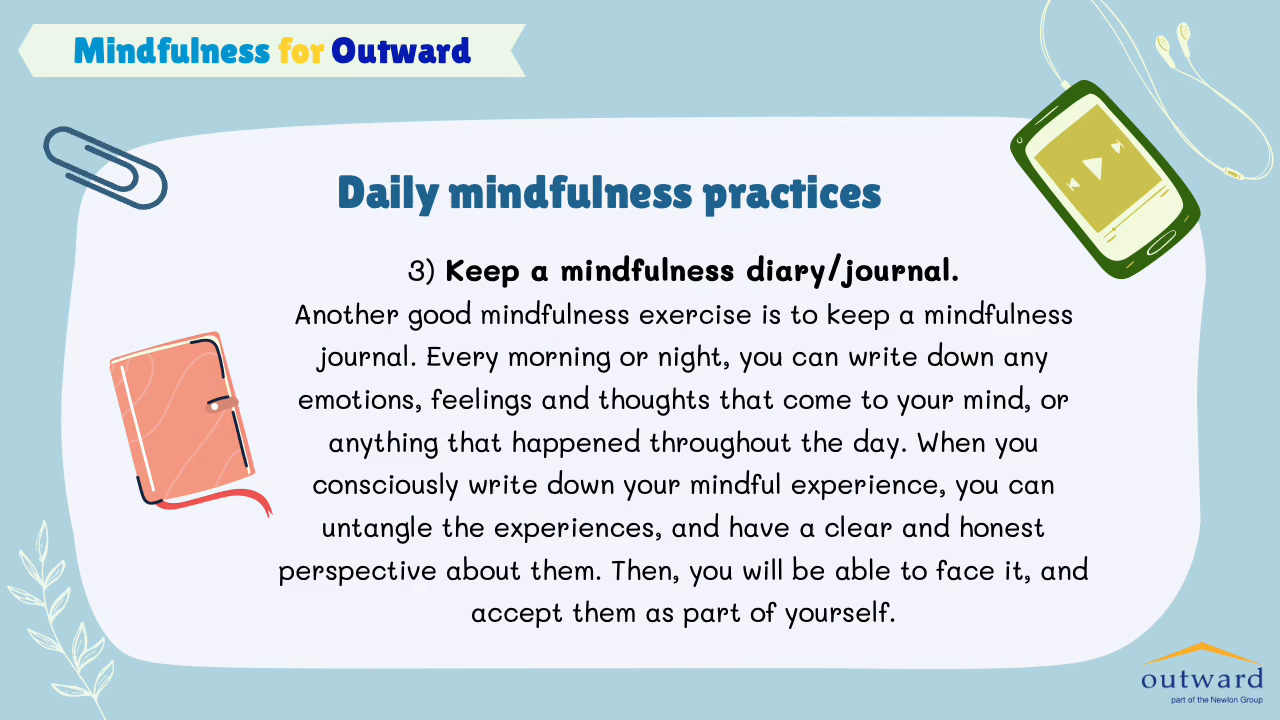 Mindfulness for Outward
Daily mindfulness practices
3) Keep a mindfulness diary/journal.
Another good mindfulness exercise is to keep a mindfulness
journal. Every morning or night, you can write down any
emotions, feelings and thoughts that come to your mind, or
anything that happened throughout the day. When you
consciously write down your mindful experience, you can
untangle the experiences, and have a clear and honest
perspective about them. Then, you will be able to face it, and
accept them as part of yourself.
outward
part of the Newlon Group